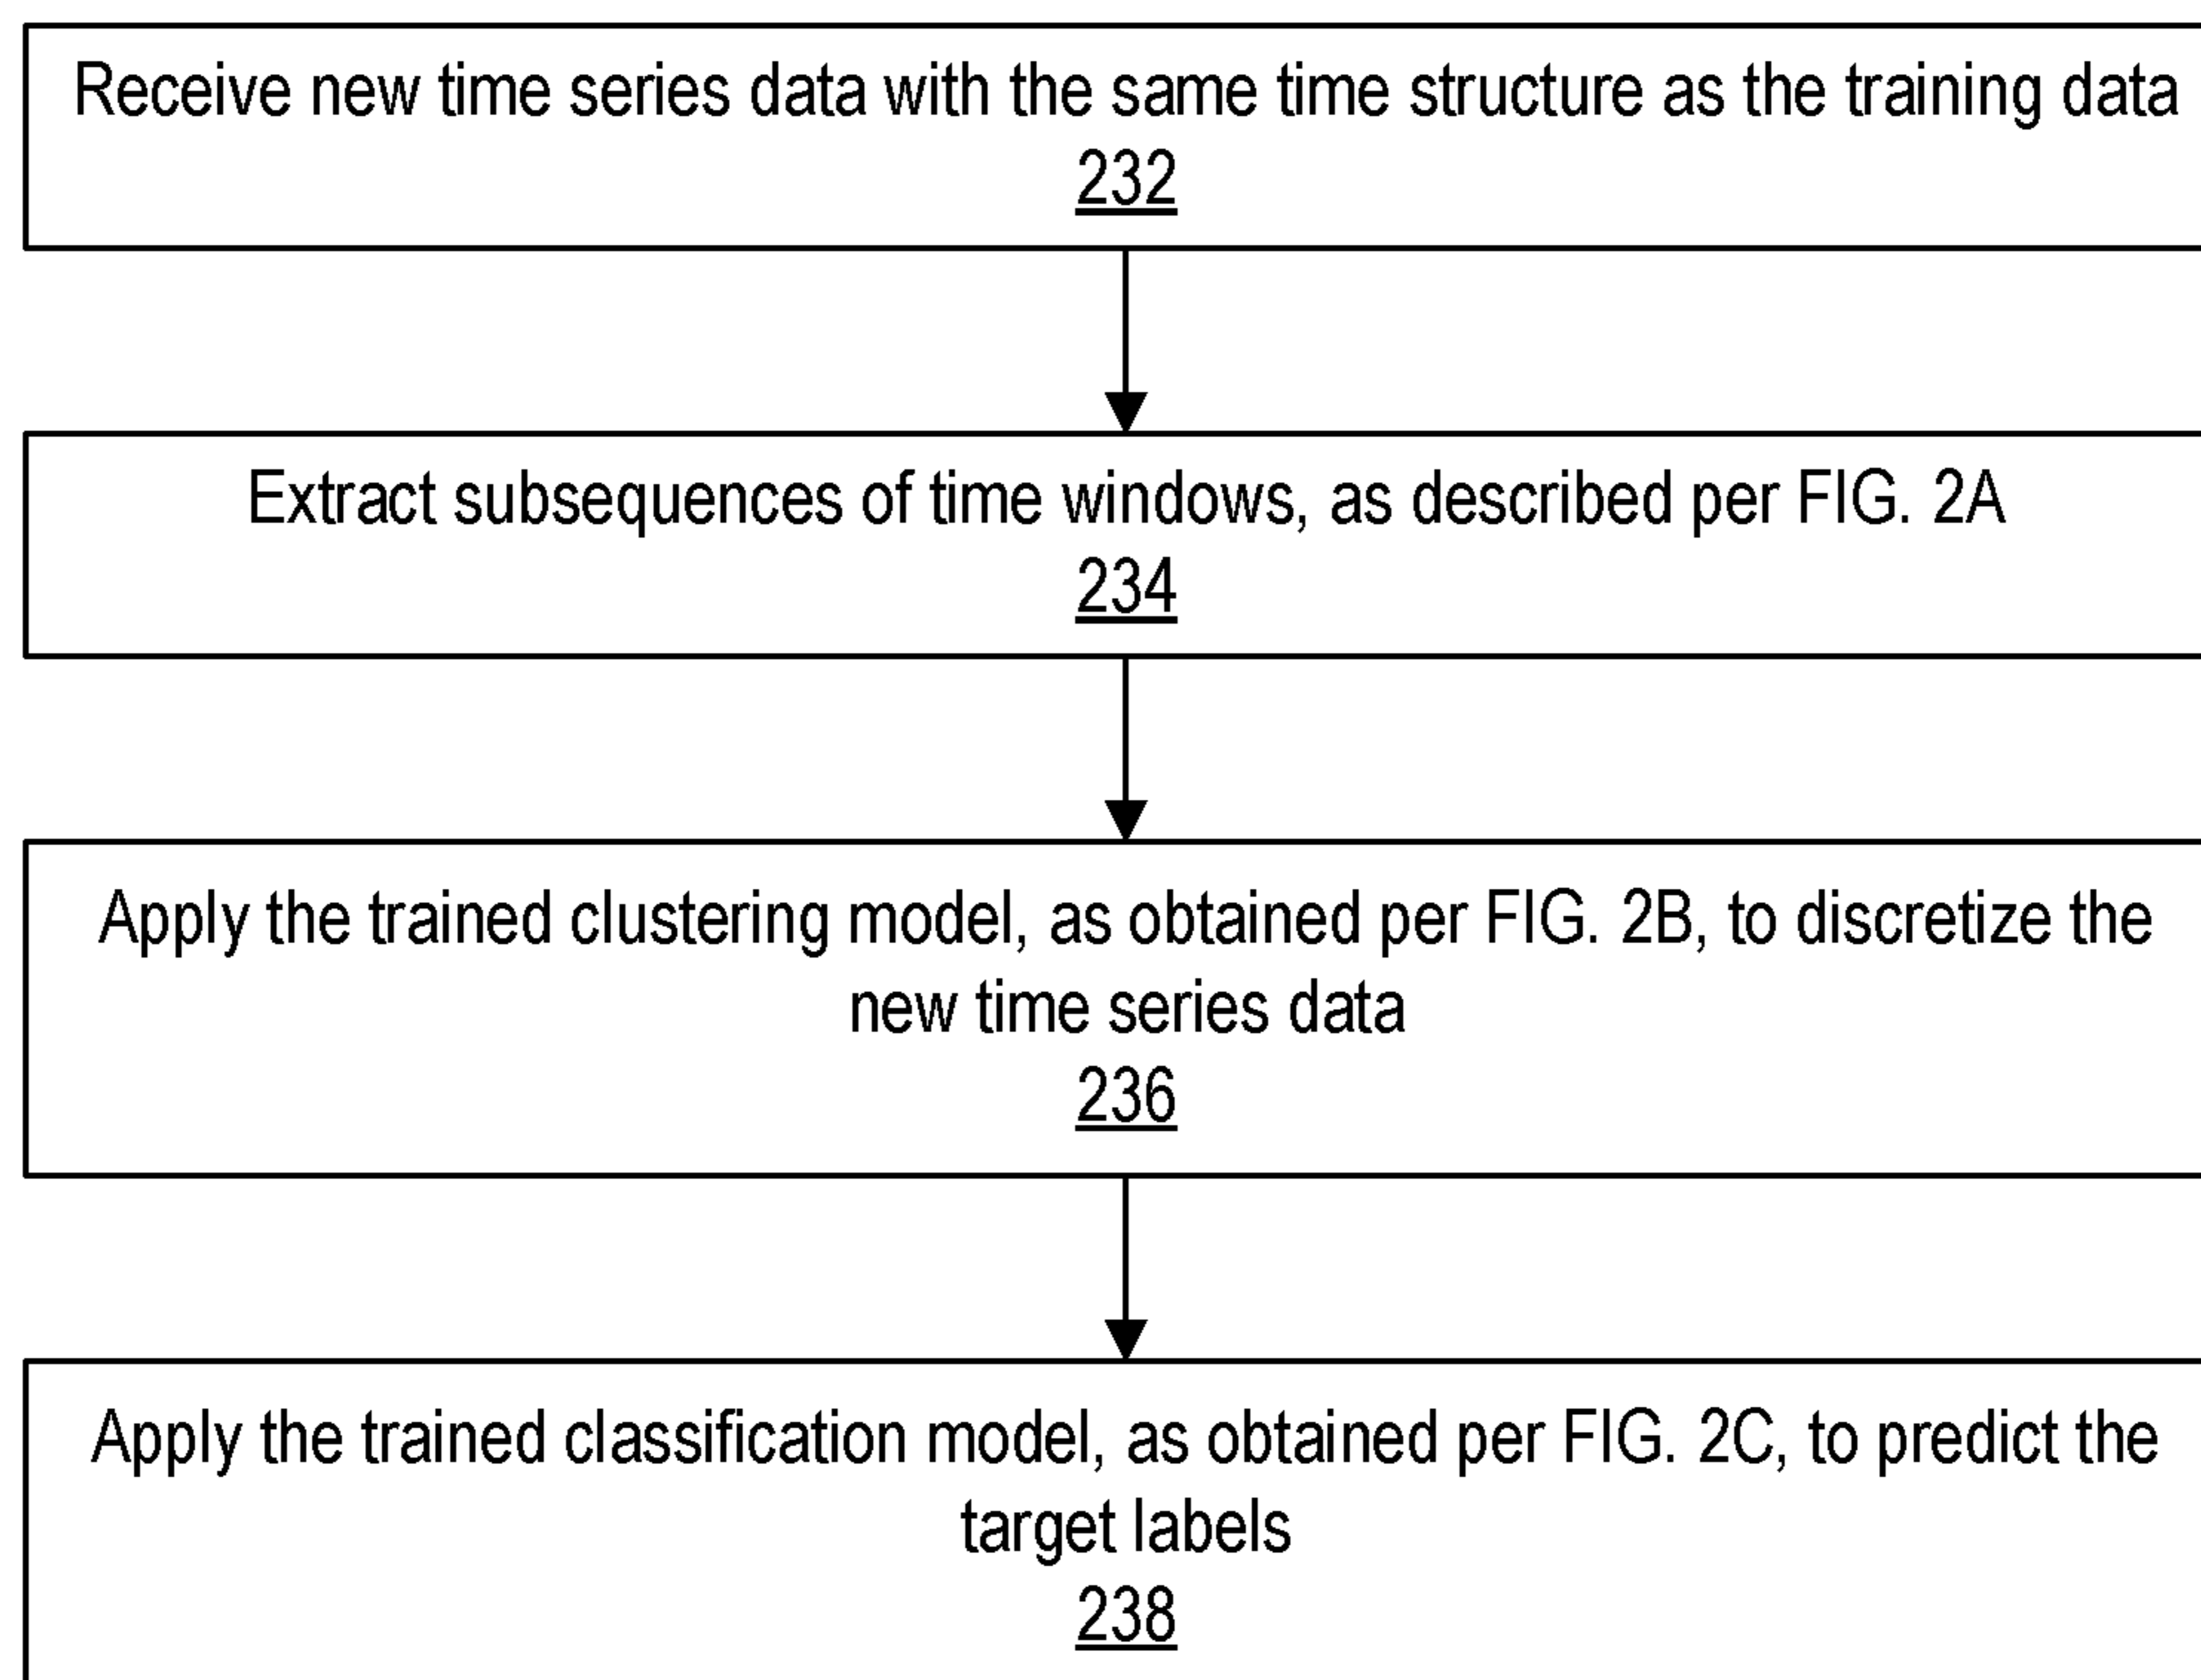 Receive new time series data with the same time structure as the training data
232
Extract subsequences of time windows, as described per FIG. 2A
234
Apply the trained clustering model, as obtained per FIG. 2B, to discretize the
new time series data
236
Apply the trained classification model, as obtained per FIG. 2C, to predict the
target labels
238